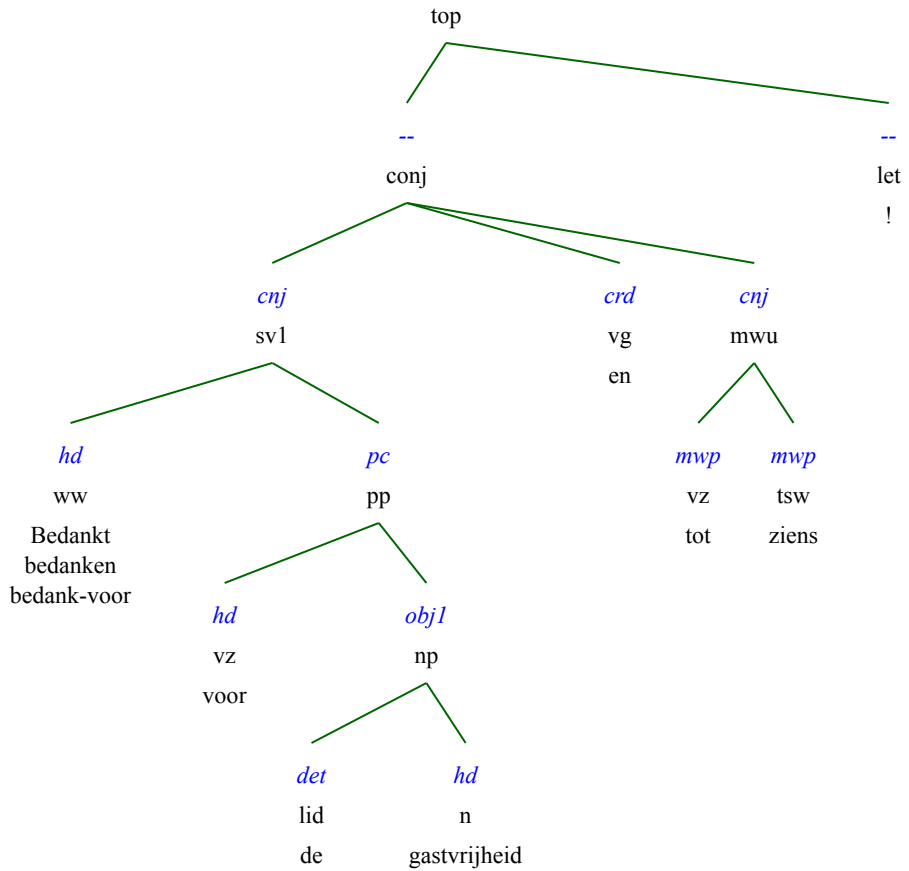 top
-- --
conj let
!
cnj crd cnj
sv1 vg mwu
en
hd pc mwp mwp
ww pp vz tsw
Bedankt tot ziens
bedanken
bedank-voor
hd obj1
vz np
voor
det hd
lid n
de gastvrijheid